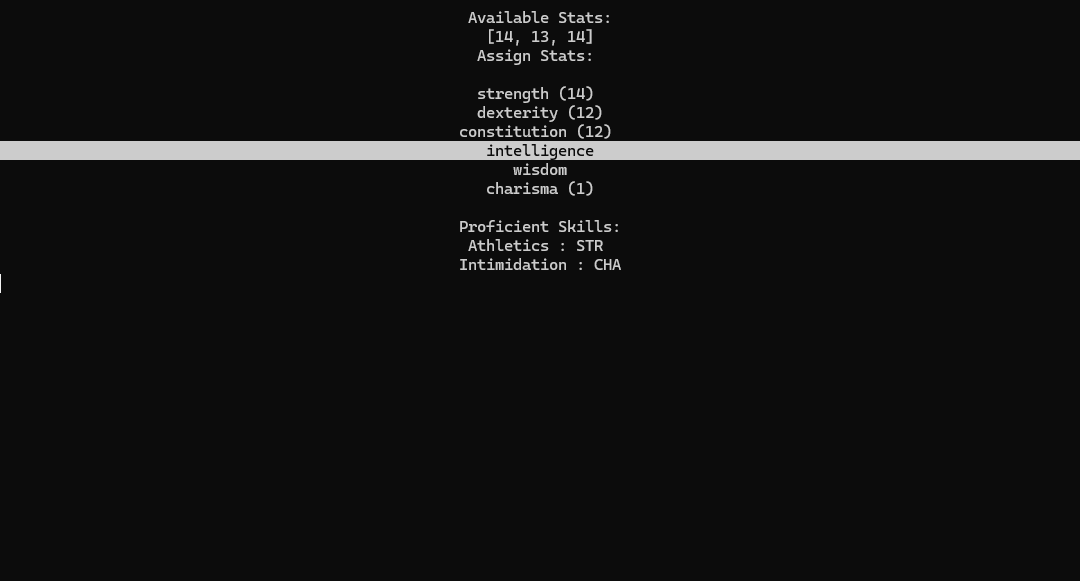 Available Stats:
[14, 13, 14]
Assign Stats:
strength (14)
dexterity (12)
constitution (12)
intelligence
wisdom
charisma (1)
Proficient Skills:
Athletics : STR
Intimidation : CHA